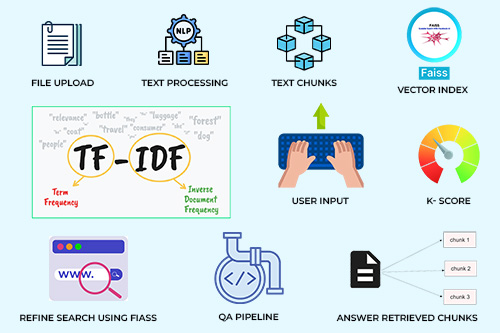 NLP
FAISS
Faiss
FILE UPLOAD
TEXT PROCESSING
TEXT CHUNKS
VECTOR INDEX
"relevance"
"bottle"
"luggage"
"forest"
"cost"
"travel"
"consumer"
"dog"
"people"
TF-IDF
Term
Frequency
Inverse
Document
Frequency
USER INPUT
K- SCORE
WWW.
</>
chunk 1
chunk 2
chunk 3
REFINE SEARCH USING FIASS
QA PIPELINE
ANSWER RETRIEVED CHUNKS